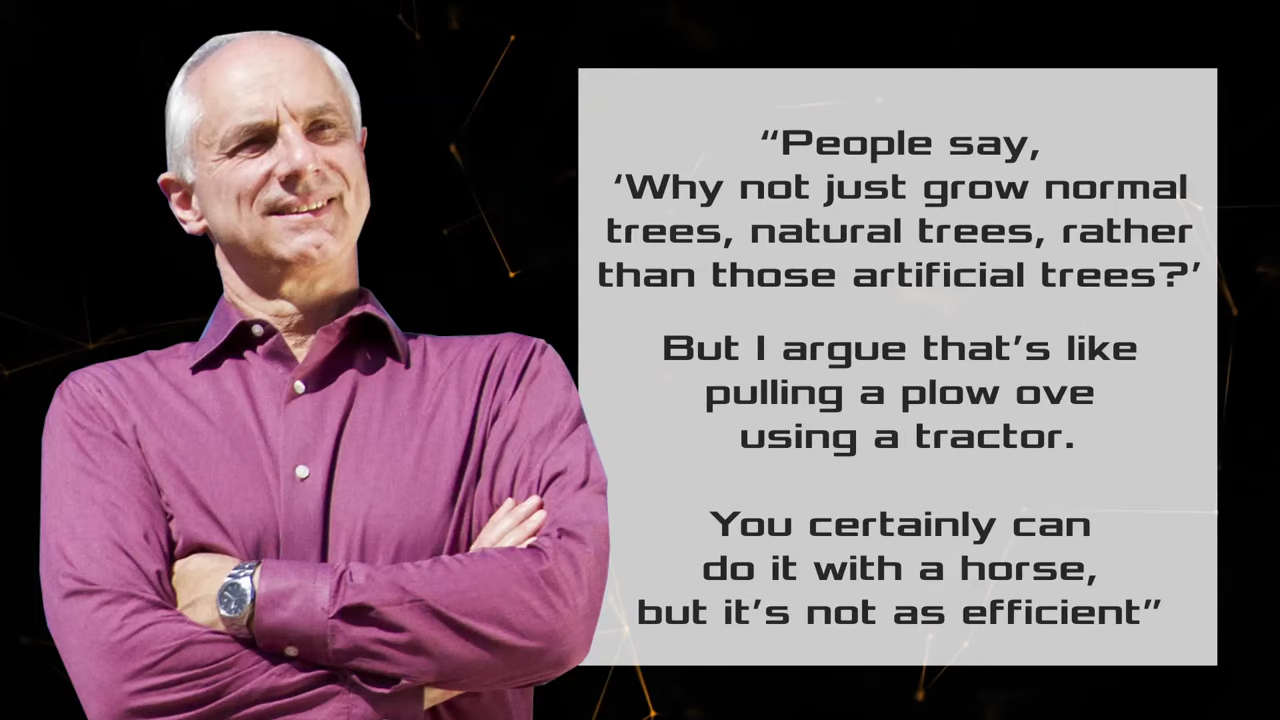 “People say,
‘Why not just grow normal
trees, natural trees, rather
than those artificial trees?’
But I argue that’s like
pulling a plow ove
using a tractor.
You certainly can
do it with a horse,
but it’s not as efficient”